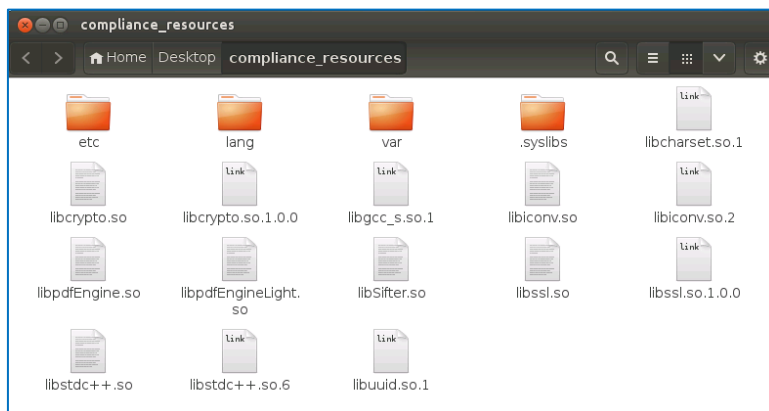 compliance_resources
Home Desktop compliance_resources
link
etc lang var .syslibs libcharset.so.1
link link link
libcrypto.so libcrypto.so.1.0.0 libgcc_s.so.1 libiconv.so libiconv.so.2
link
libpdfEngine.so libpdfEngineLight. libSifter.so libssl.so libssl.so.1.0.0
so
link link
libstdc++.so libstdc++.so.6 libuuid.so.1